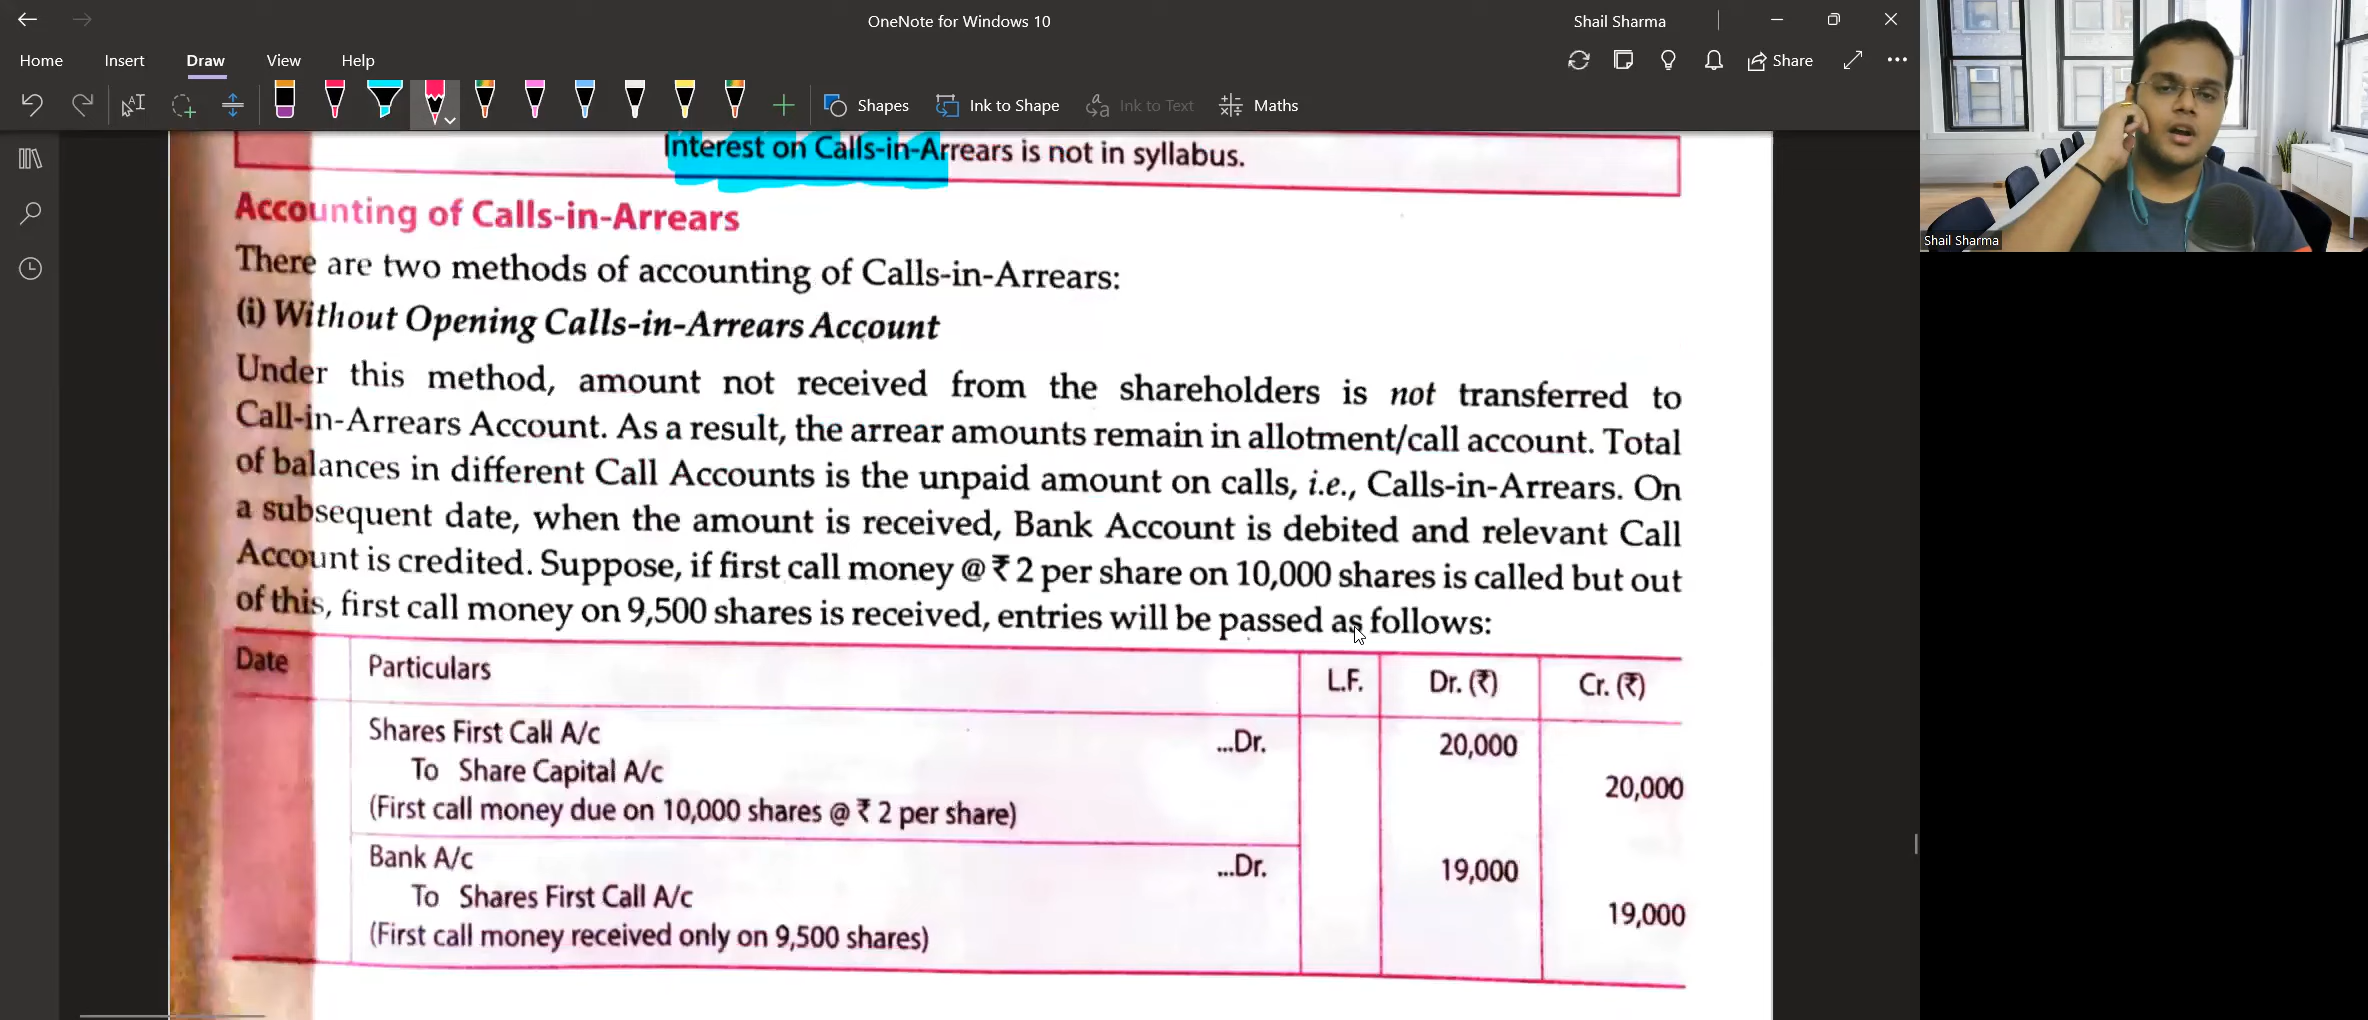 OneNote for Windows 10
Shail Sharma
Home Insert Draw View Help
Share
Shapes Ink to Shape Ink to Text Maths
Interest on Calls-in-Arrears is not in syllabus.
Accounting of Calls-in-Arrears
There are two methods of accounting of Calls-in-Arrears:
(i) Without Opening Calls-in-Arrears Account
Under this method, amount not received from the shareholders is not transferred to
Call-in-Arrears Account. As a result, the arrear amounts remain in allotment/call account. Total
of balances in different Call Accounts is the unpaid amount on calls, i.e., Calls-in-Arrears. On
a subsequent date, when the amount is received, Bank Account is debited and relevant Call
Account is credited. Suppose, if first call money @ ₹ 2 per share on 10,000 shares is called but out
of this, first call money on 9,500 shares is received, entries will be passed as follows:
Date Particulars L.F. Dr. (₹) Cr. (₹)
Shares First Call A/c ...Dr. 20,000
To Share Capital A/c 20,000
(First call money due on 10,000 shares @ ₹ 2 per share)
Bank A/c ...Dr. 19,000
To Shares First Call A/c 19,000
(First call money received only on 9,500 shares)
Shail Sharma